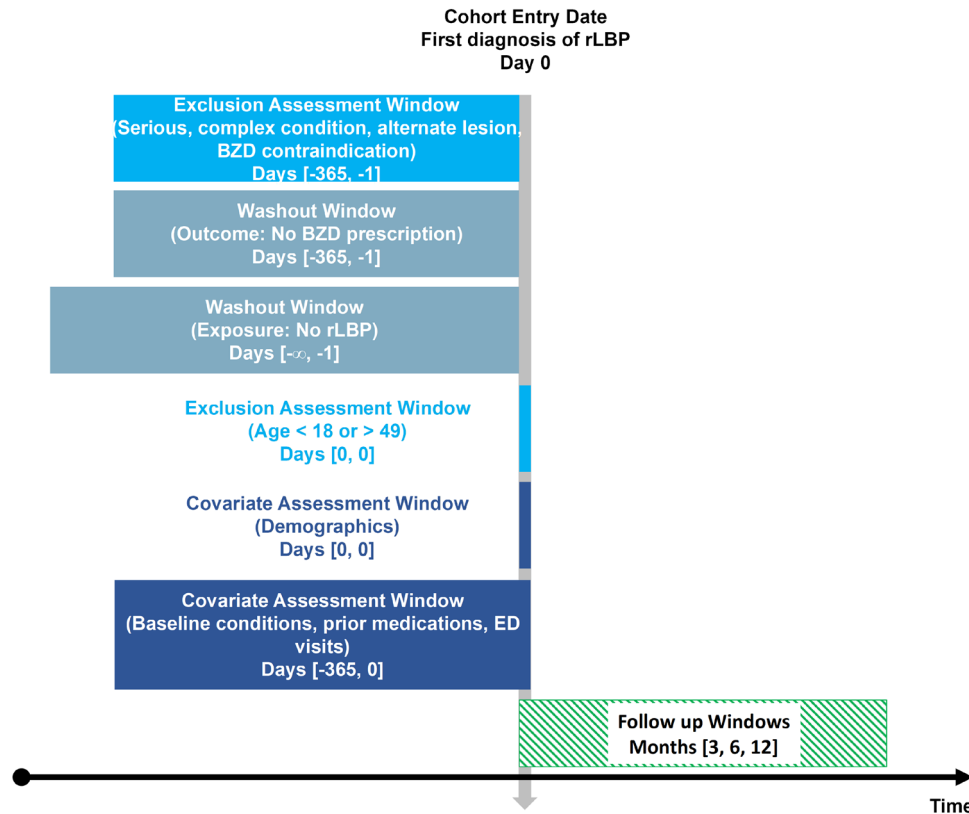 Cohort Entry Date
First diagnosis of rLBP
Day 0
Exclusion Assessment Window
(Serious, complex condition, alternate lesion,
BZD contraindication)
Days [-365, -1]
Washout Window
(Outcome: No BZD prescription)
Days [-365, -1]
Washout Window
(Exposure: No rLBP)
Days [-∞, -1]
Exclusion Assessment Window
(Age < 18 or > 49)
Days [0, 0]
Covariate Assessment Window
(Demographics)
Days [0, 0]
Covariate Assessment Window
(Baseline conditions, prior medications, ED
visits)
Days [-365, 0]
Follow up Windows
Months [3, 6, 12]
Time